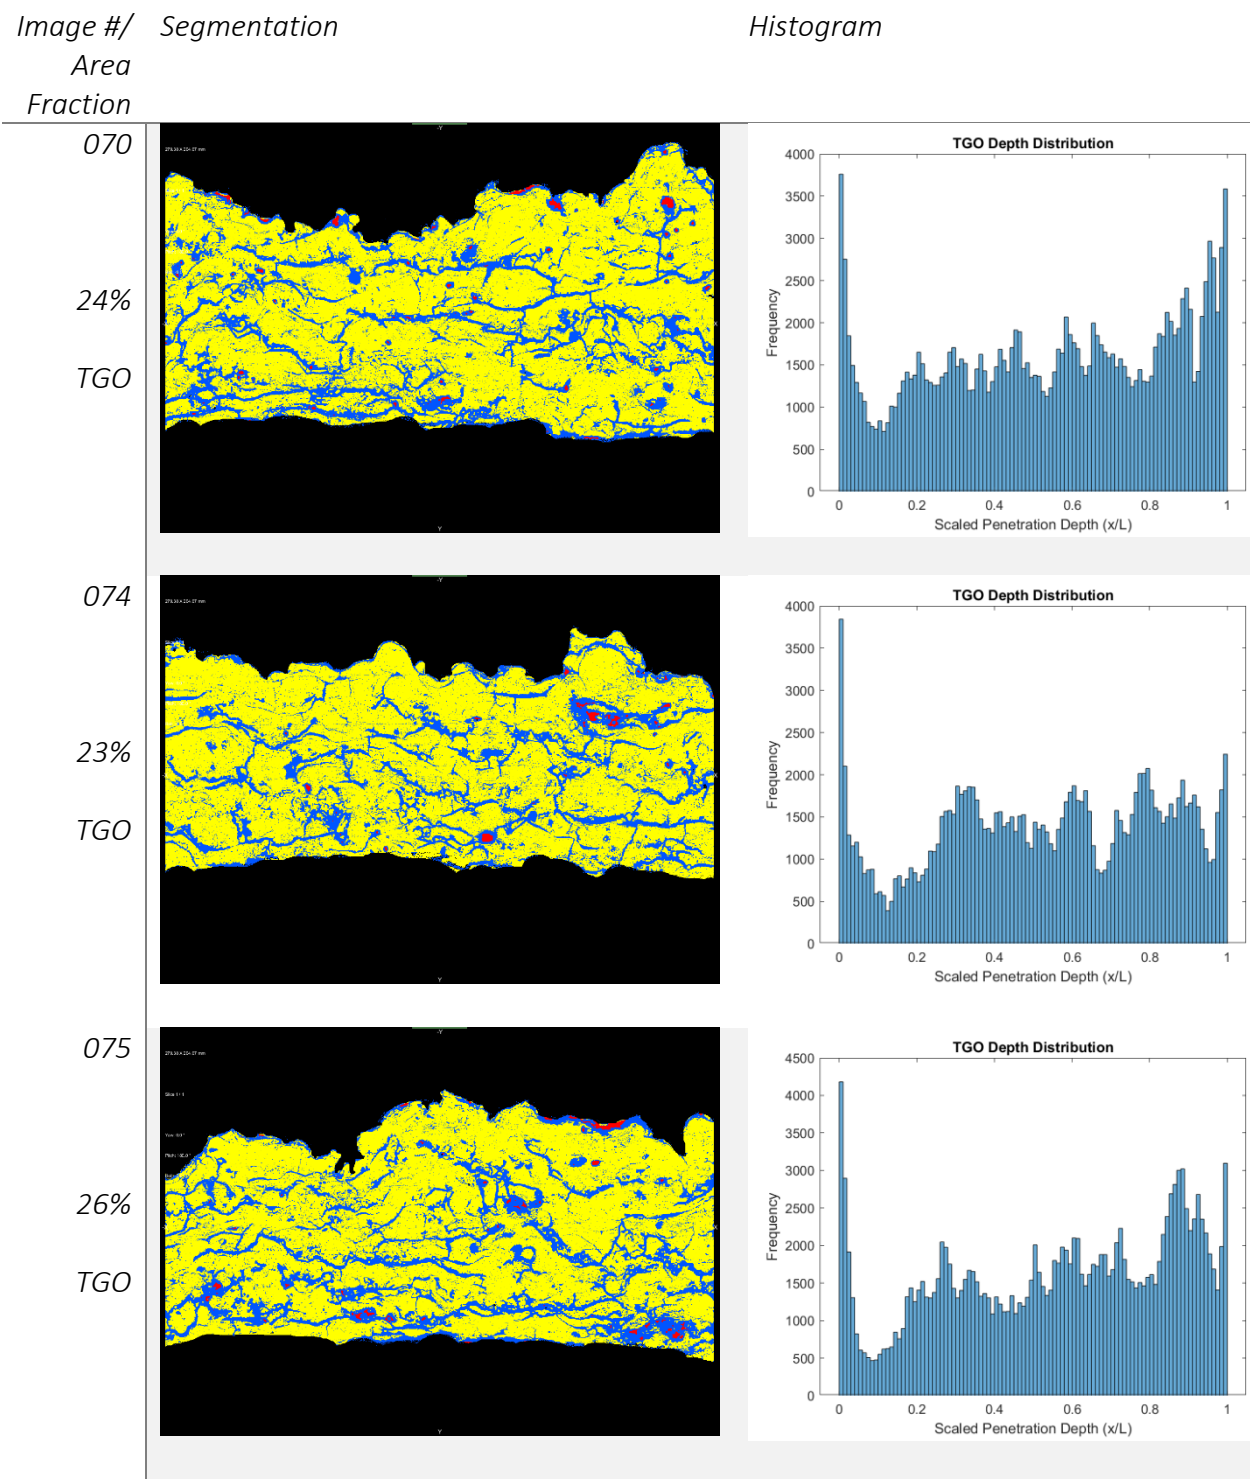 Image #/ Segmentation Histogram
Area
Fraction
070
24%
TGO
-Y
X
Y
TGO Depth Distribution
4000
3500
3000
2500
2000
1500
1000
500
0
Frequency
0 0.2 0.4 0.6 0.8 1
Scaled Penetration Depth (x/L)
074
23%
TGO
-Y
X
Y
TGO Depth Distribution
4000
3500
3000
2500
2000
1500
1000
500
0
Frequency
0 0.2 0.4 0.6 0.8 1
Scaled Penetration Depth (x/L)
075
26%
TGO
-Y
X
Y
TGO Depth Distribution
4500
4000
3500
3000
2500
2000
1500
1000
500
0
Frequency
0 0.2 0.4 0.6 0.8 1
Scaled Penetration Depth (x/L)